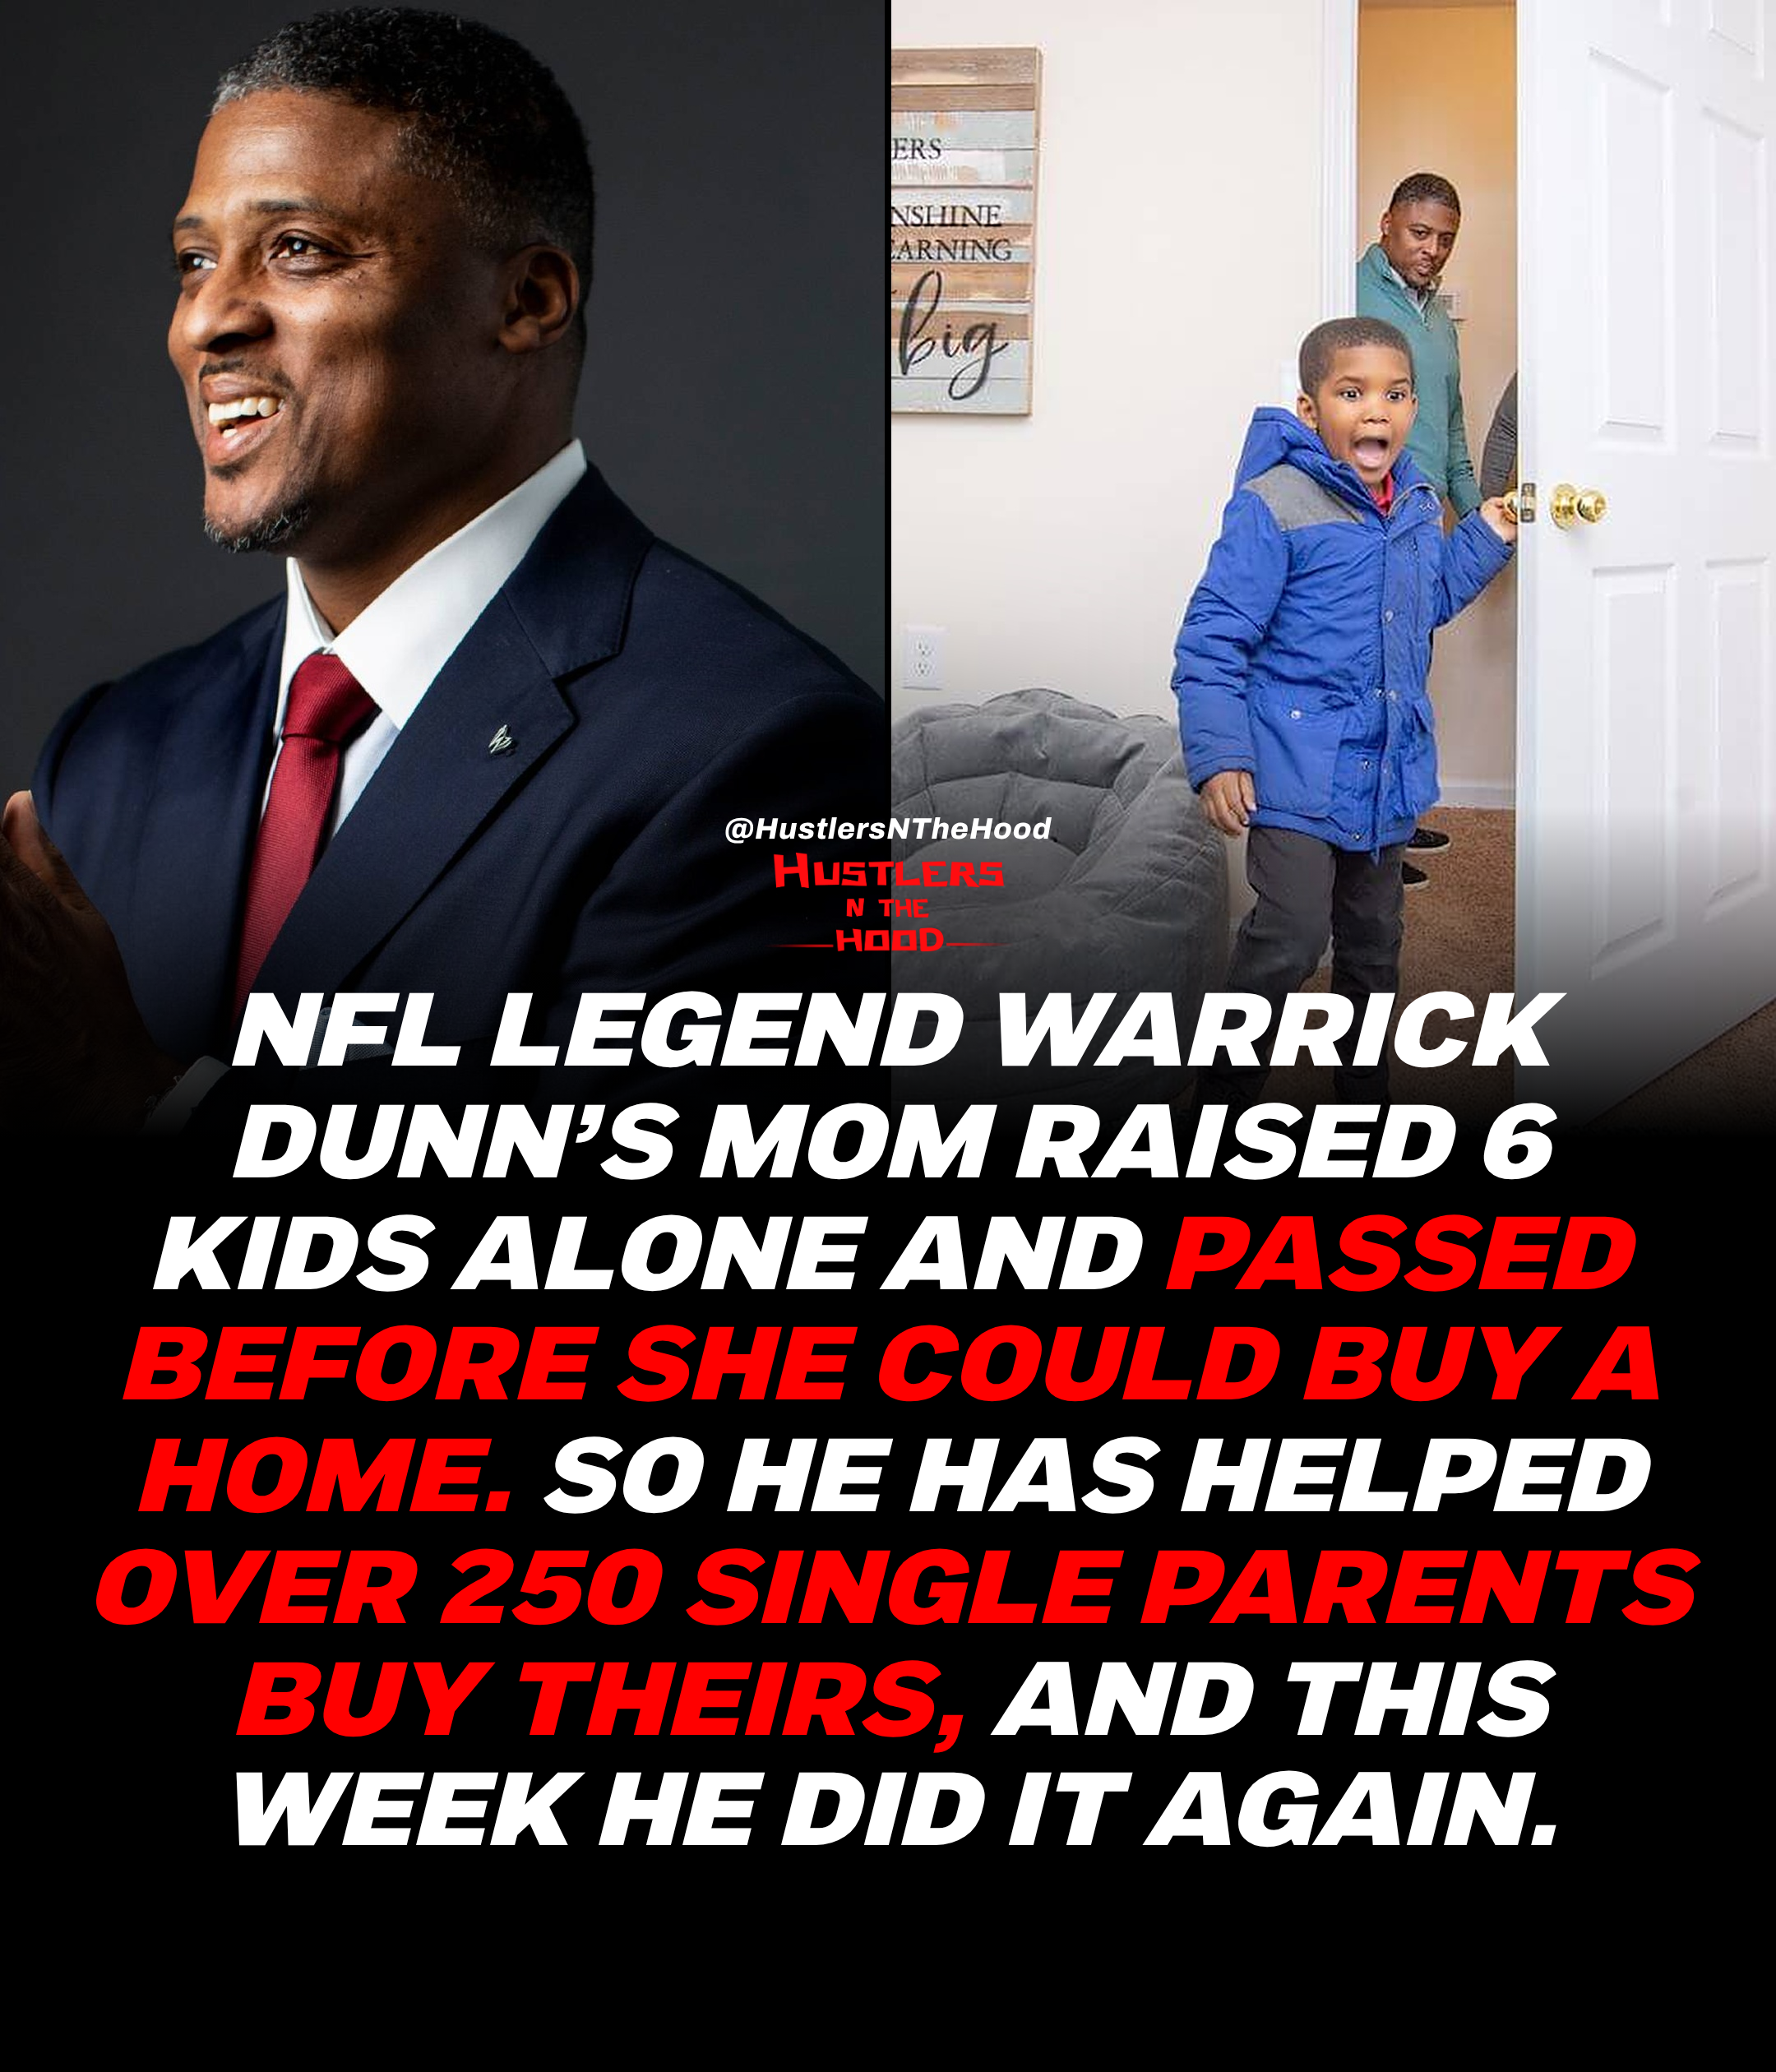 ERS
NSHINE
EARNING
big
@HustlersNTheHood
HUSTLERS
N THE
HOOD
NFL LEGEND WARRICK
DUNN’S MOM RAISED 6
KIDS ALONE AND PASSED
BEFORE SHE COULD BUY A
HOME. SO HE HAS HELPED
OVER 250 SINGLE PARENTS
BUY THEIRS, AND THIS
WEEK HE DID IT AGAIN.